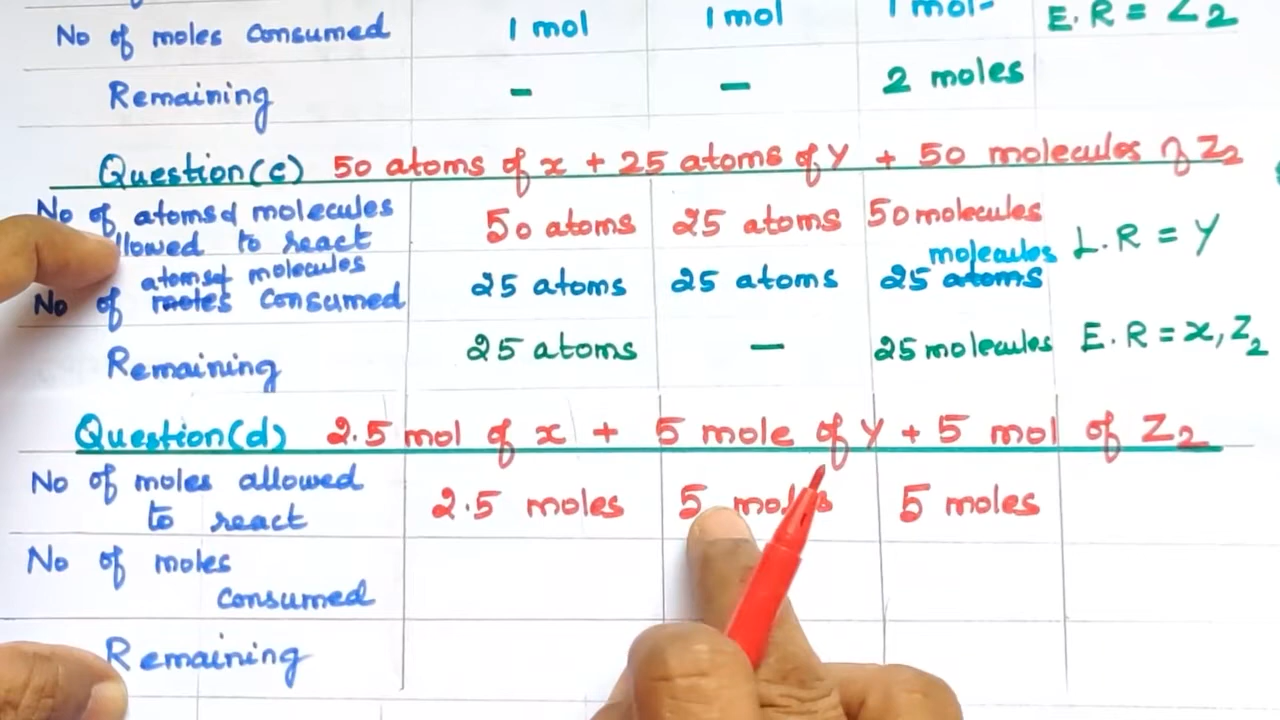 No of moles Consumed 1 mol 1 mol 1 mol E.R = Z2
Remaining - - 2 moles
Question(c) 50 atoms of x + 25 atoms of y + 50 molecules of Z2
No of atoms & molecules 50 atoms 25 atoms 50 molecules L.R = y
llowed to react molecules
atoms & molecules 25 atoms 25 atoms 25 atoms
No of moles Consumed
Remaining 25 atoms - 25 molecules E.R = x, Z2
Question(d) 2.5 mol of x + 5 mole of y + 5 mol of Z2
No of moles allowed 2.5 moles 5 moles 5 moles
to react
No of moles
Consumed
Remaining